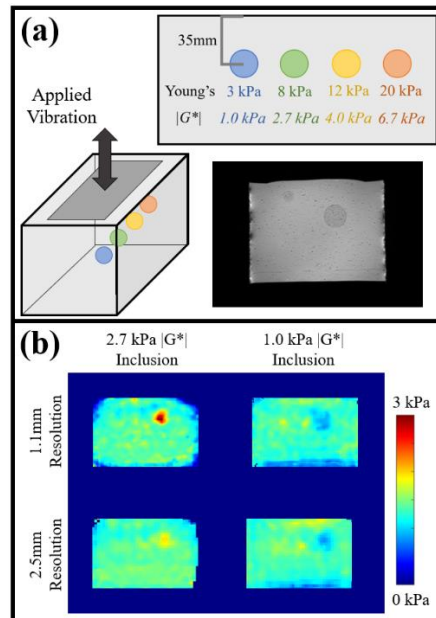 (a)
35mm
Applied
Vibration
Young's 3 kPa 8 kPa 12 kPa 20 kPa
|G*| 1.0 kPa 2.7 kPa 4.0 kPa 6.7 kPa
(b)
2.7 kPa |G*|
Inclusion
1.0 kPa |G*|
Inclusion
1.1mm
Resolution
2.5mm
Resolution
3 kPa
0 kPa